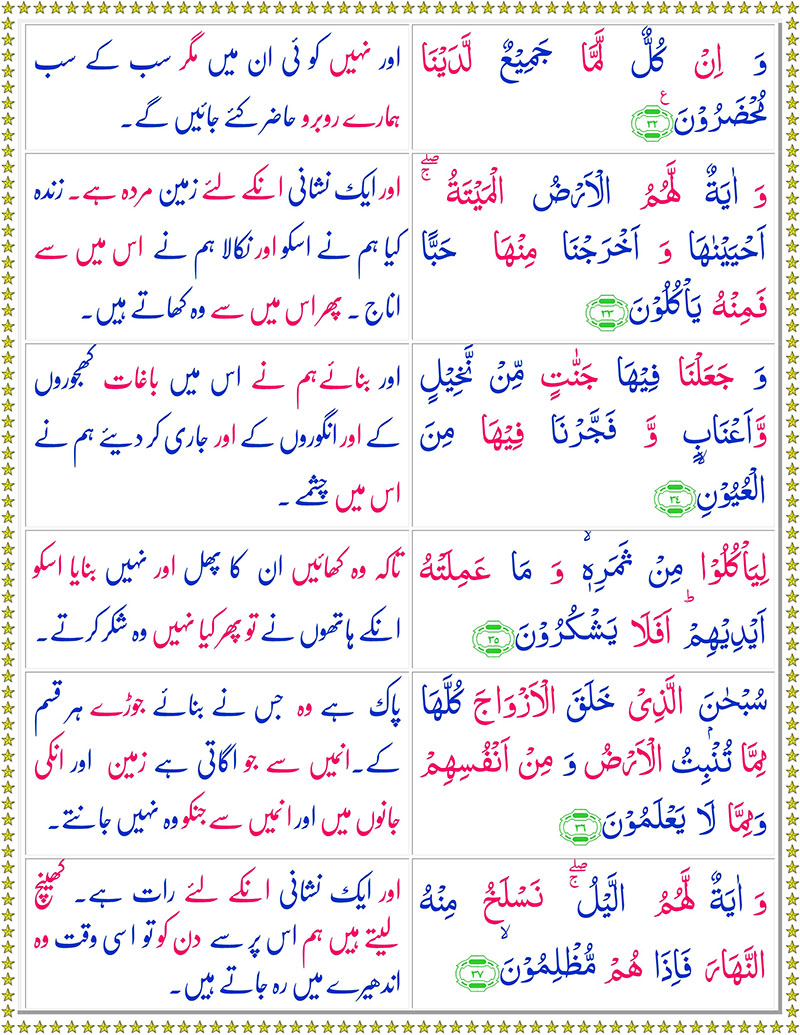 وَ اِنْ كُلٌّ لَّمَّا جَمِيْعٌ لَّدَيْنَا
مُحْضَرُوْنَ ﴿٣٢﴾ ع
اور نہیں کوئی ان میں مگر سب کے سب
ہمارے روبرو حاضر کئے جائیں گے۔
وَ اٰيَةٌ لَّهُمُ الْاَرْضُ الْمَيْتَةُ ۖۚ
اَحْيَيْنٰهَا وَ اَخْرَجْنَا مِنْهَا حَبًّا
فَمِنْهُ يَاْكُلُوْنَ ﴿٣٣﴾
اور ایک نشانی انکے لئے زمین مردہ ہے۔ زندہ
کیا ہم نے اسکو اور نکالا ہم نے اس میں سے
اناج ۔ پھر اس میں سے وہ کھاتے ہیں۔
وَ جَعَلْنَا فِيْهَا جَنّٰتٍ مِّنْ نَّخِيْلٍ
وَّاَعْنَابٍ وَّ فَجَّرْنَا فِيْهَا مِنَ
الْعُيُوْنِ ۙ ﴿٣٤﴾
اور بنائے ہم نے اس میں باغات کھجوروں
کے اور انگوروں کے اور جاری کر دیئے ہم نے
اس میں چشمے ۔
لِيَاْكُلُوْا مِنْ ثَمَرِهٖ ۙ وَ مَا عَمِلَتْهُ
اَيْدِيْهِمْ ؕ اَفَلَا يَشْكُرُوْنَ ﴿٣٥﴾
تاکہ وہ کھائیں ان کا پھل اور نہیں بنایا اسکو
انکے ہاتھوں نے تو پھر کیا نہیں وہ شکر کرتے۔
سُبْحٰنَ الَّذِيْ خَلَقَ الْاَزْوَاجَ كُلَّهَا
مِمَّا تُنْۢبِتُ الْاَرْضُ وَ مِنْ اَنْفُسِهِمْ
وَمِمَّا لَا يَعْلَمُوْنَ ﴿٣٦﴾
پاک ہے وہ جس نے بنائے جوڑے ہر قسم
کے۔ انمیں سے جو اگاتی ہے زمین اور انکی
جانوں میں اور انمیں سے جنکو وہ نہیں جانتے۔
وَ اٰيَةٌ لَّهُمُ الَّيْلُ ۖۚ نَسْلَخُ مِنْهُ
النَّهَارَ فَاِذَا هُمْ مُّظْلِمُوْنَ ۙ ﴿٣٧﴾
اور ایک نشانی انکے لئے رات ہے۔ کھینچ
لیتے ہیں ہم اس پر سے دن کو تو اسی وقت وہ
اندھیرے میں رہ جاتے ہیں۔